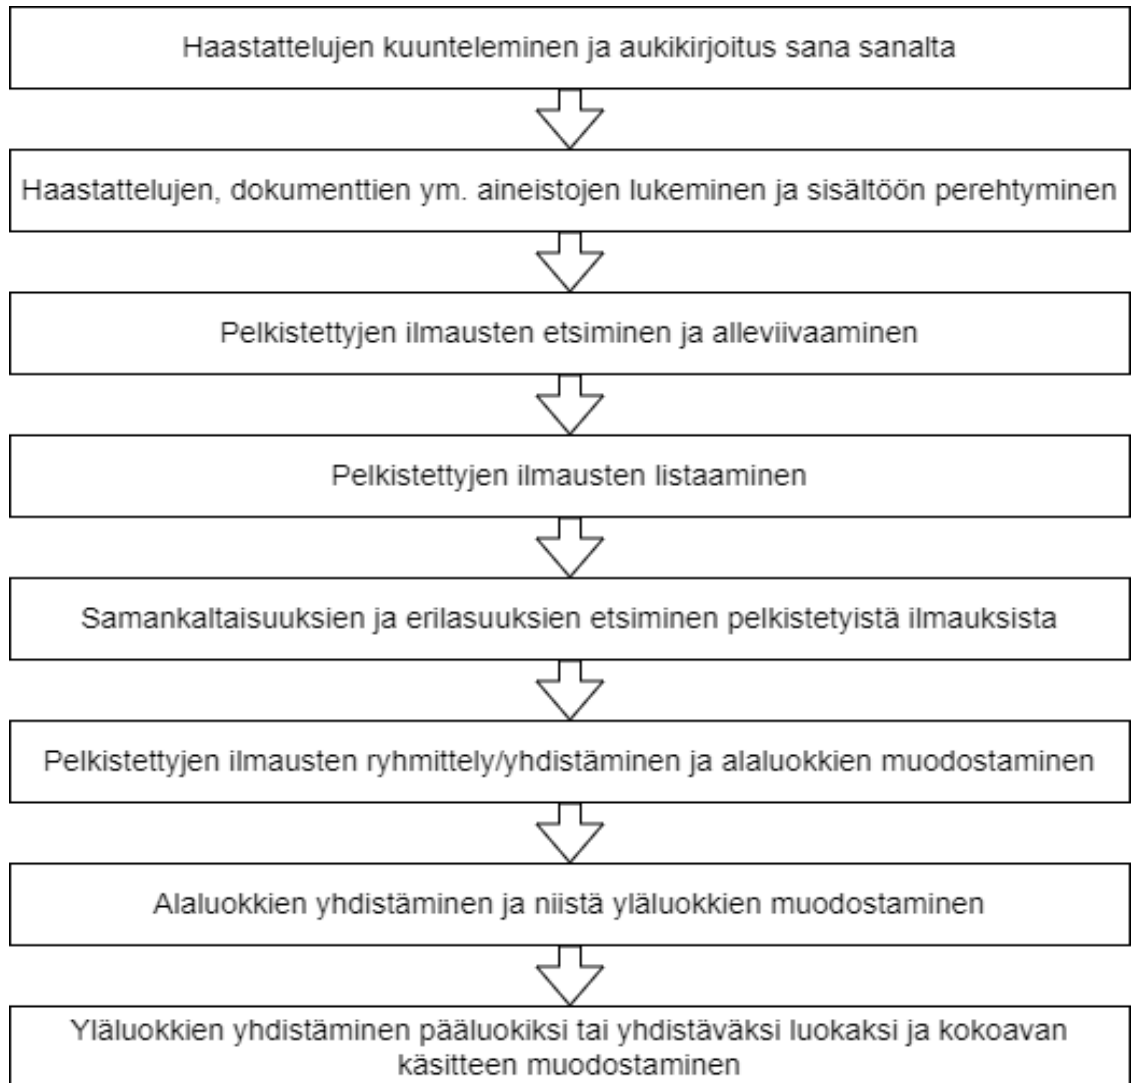 Haastattelujen kuunteleminen ja aukikirjoitus sana sanalta
Haastattelujen, dokumenttien ym. aineistojen lukeminen ja sisältöön perehtyminen
Pelkistettyjen ilmausten etsiminen ja alleviivaaminen
Pelkistettyjen ilmausten listaaminen
Samankaltaisuuksien ja erilasuuksien etsiminen pelkistetyistä ilmauksista
Pelkistettyjen ilmausten ryhmittely/yhdistäminen ja alaluokkien muodostaminen
Alaluokkien yhdistäminen ja niistä yläluokkien muodostaminen
Yläluokkien yhdistäminen pääluokiksi tai yhdistäväksi luokaksi ja kokoavan
käsitteen muodostaminen